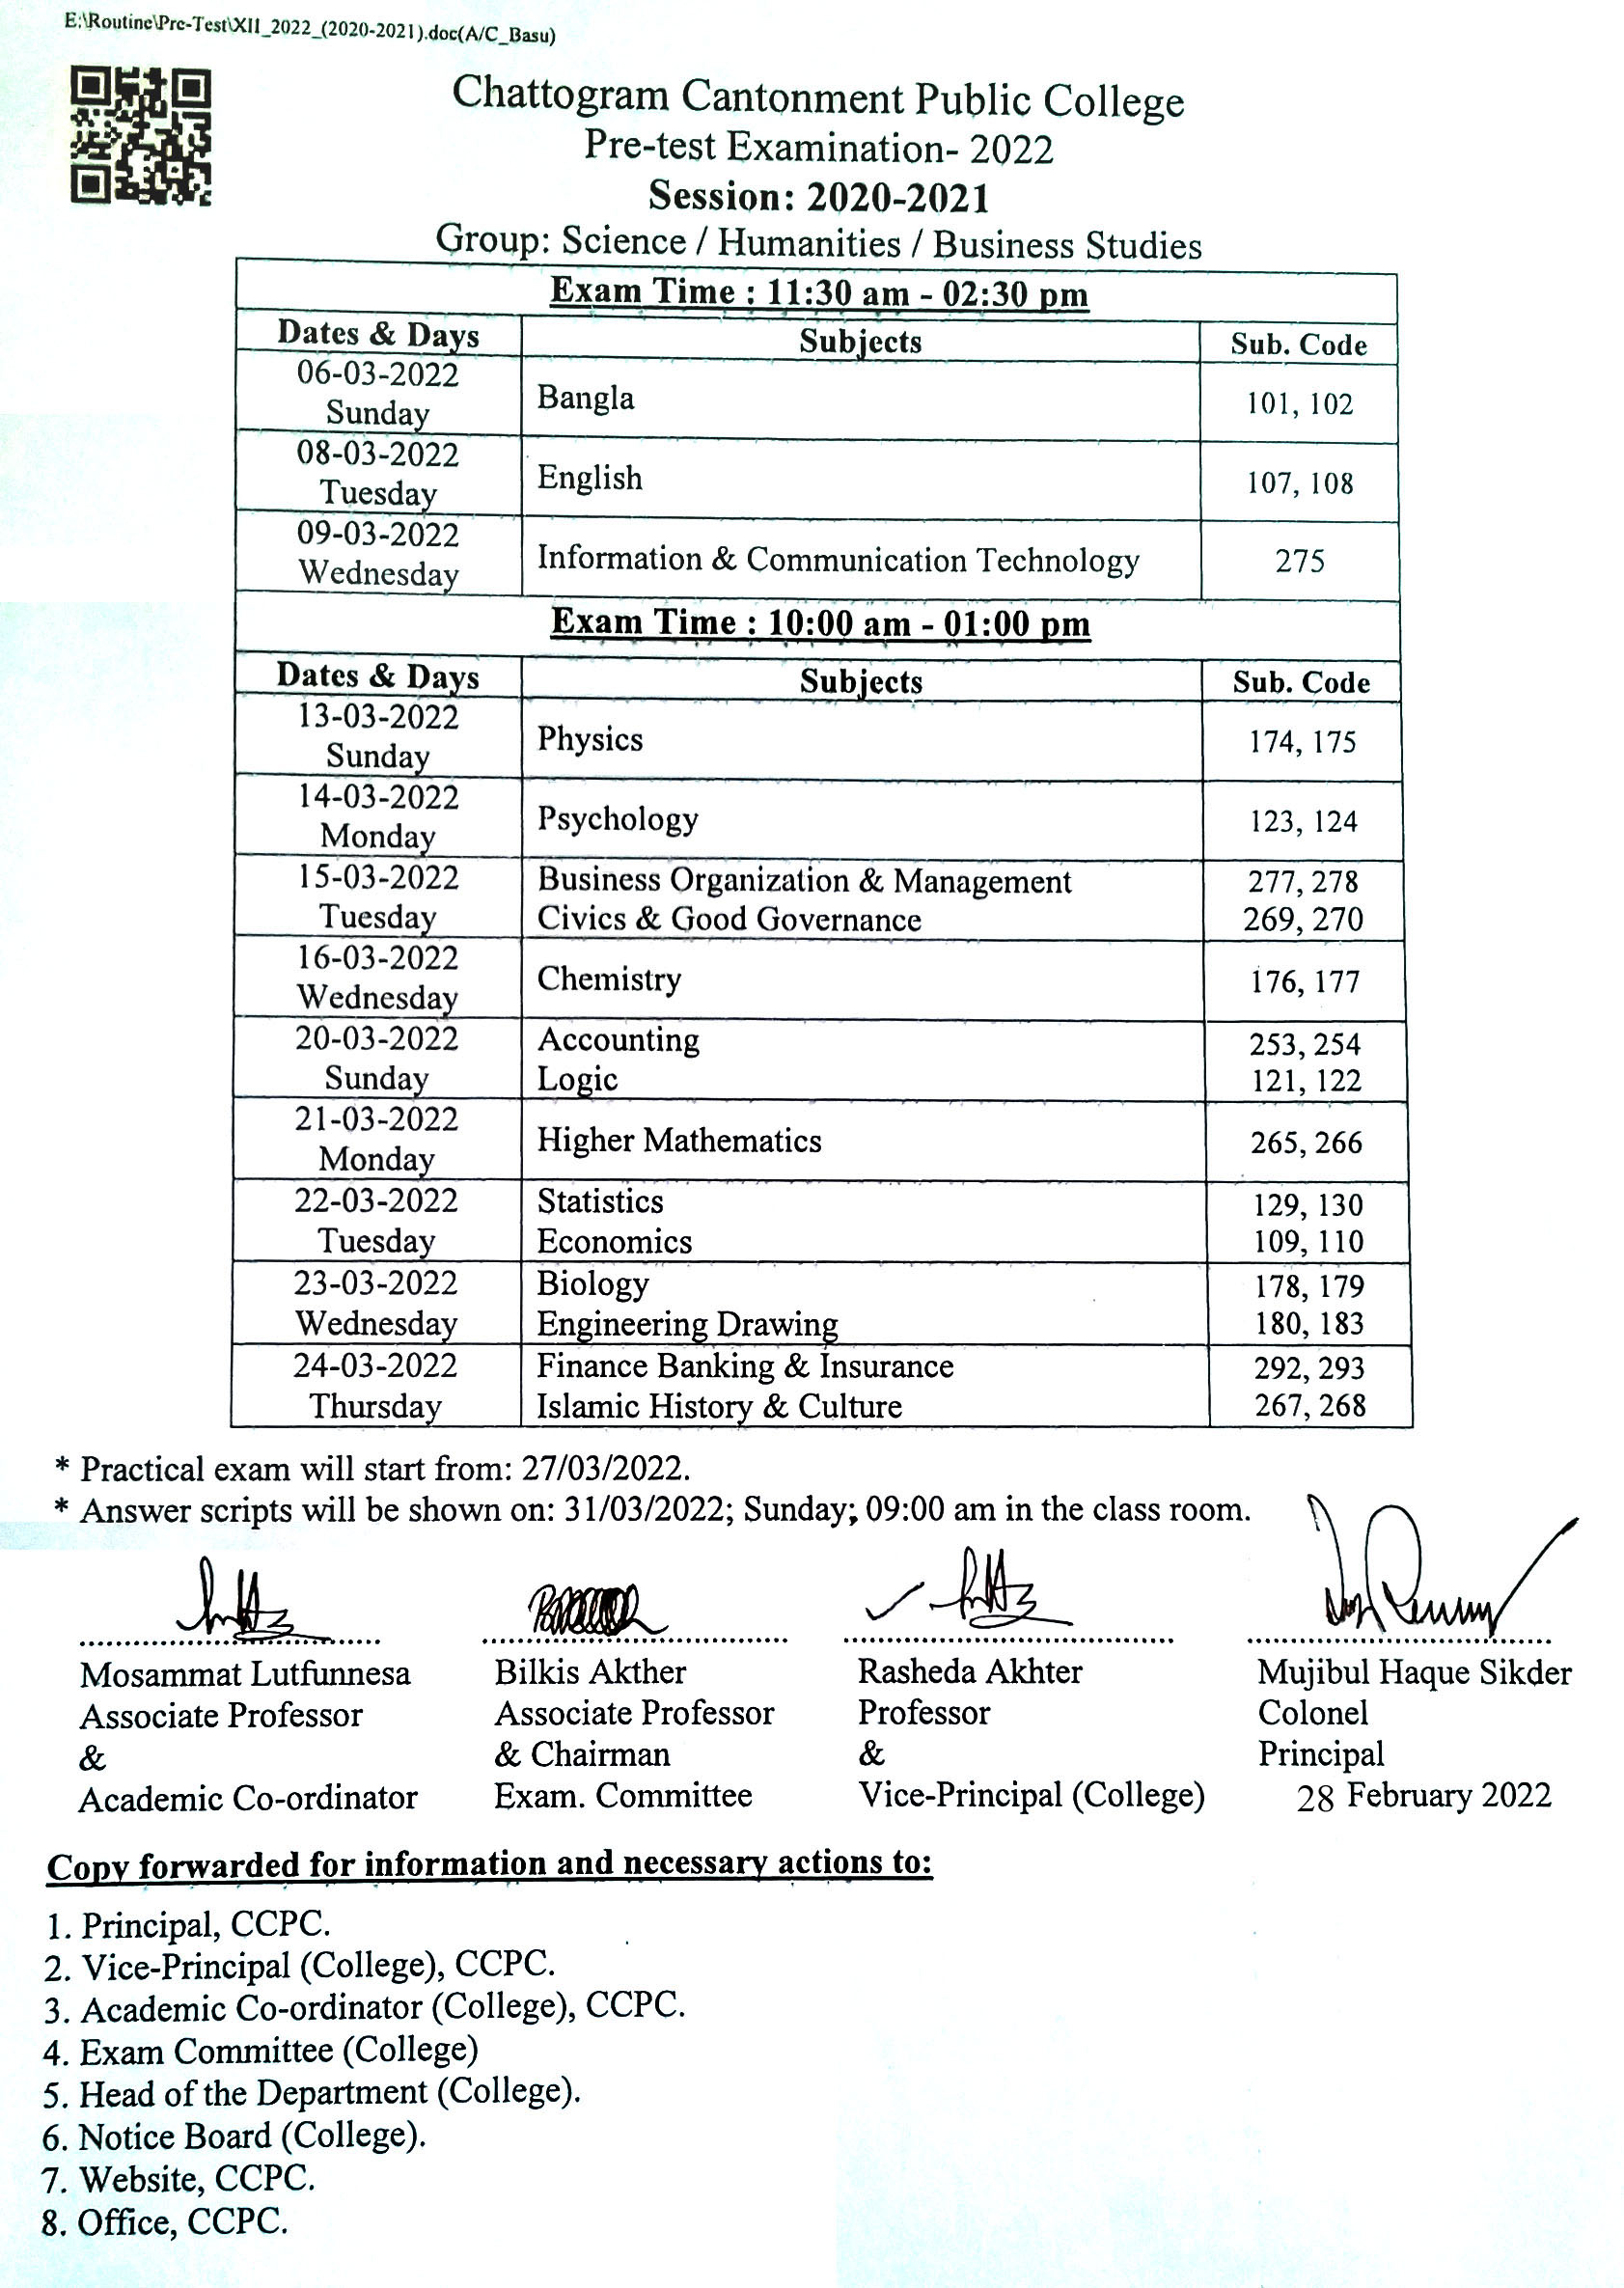 E:\Routine\Pre-Test\XII_2022_(2020-2021).doc(A/C_Basu)
Chattogram Cantonment Public College
Pre-test Examination- 2022
Session: 2020-2021
Group: Science / Humanities / Business Studies
Exam Time : 11:30 am - 02:30 pm
Dates & Days Subjects Sub. Code
06-03-2022
Sunday Bangla 101, 102
08-03-2022
Tuesday English 107, 108
09-03-2022
Wednesday Information & Communication Technology 275
Exam Time : 10:00 am - 01:00 pm
Dates & Days Subjects Sub. Code
13-03-2022
Sunday Physics 174, 175
14-03-2022
Monday Psychology 123, 124
15-03-2022 Business Organization & Management 277, 278
Tuesday Civics & Good Governance 269, 270
16-03-2022
Wednesday Chemistry 176, 177
20-03-2022 Accounting 253, 254
Sunday Logic 121, 122
21-03-2022
Monday Higher Mathematics 265, 266
22-03-2022 Statistics 129, 130
Tuesday Economics 109, 110
23-03-2022 Biology 178, 179
Wednesday Engineering Drawing 180, 183
24-03-2022 Finance Banking & Insurance 292, 293
Thursday Islamic History & Culture 267, 268
* Practical exam will start from: 27/03/2022.
* Answer scripts will be shown on: 31/03/2022; Sunday; 09:00 am in the class room.
Mosammat Lutfunnesa
Associate Professor
&
Academic Co-ordinator
Bilkis Akther
Associate Professor
& Chairman
Exam. Committee
Rasheda Akhter
Professor
&
Vice-Principal (College)
Mujibul Haque Sikder
Colonel
Principal
28 February 2022
Copy forwarded for information and necessary actions to:
1. Principal, CCPC.
2. Vice-Principal (College), CCPC.
3. Academic Co-ordinator (College), CCPC.
4. Exam Committee (College)
5. Head of the Department (College).
6. Notice Board (College).
7. Website, CCPC.
8. Office, CCPC.